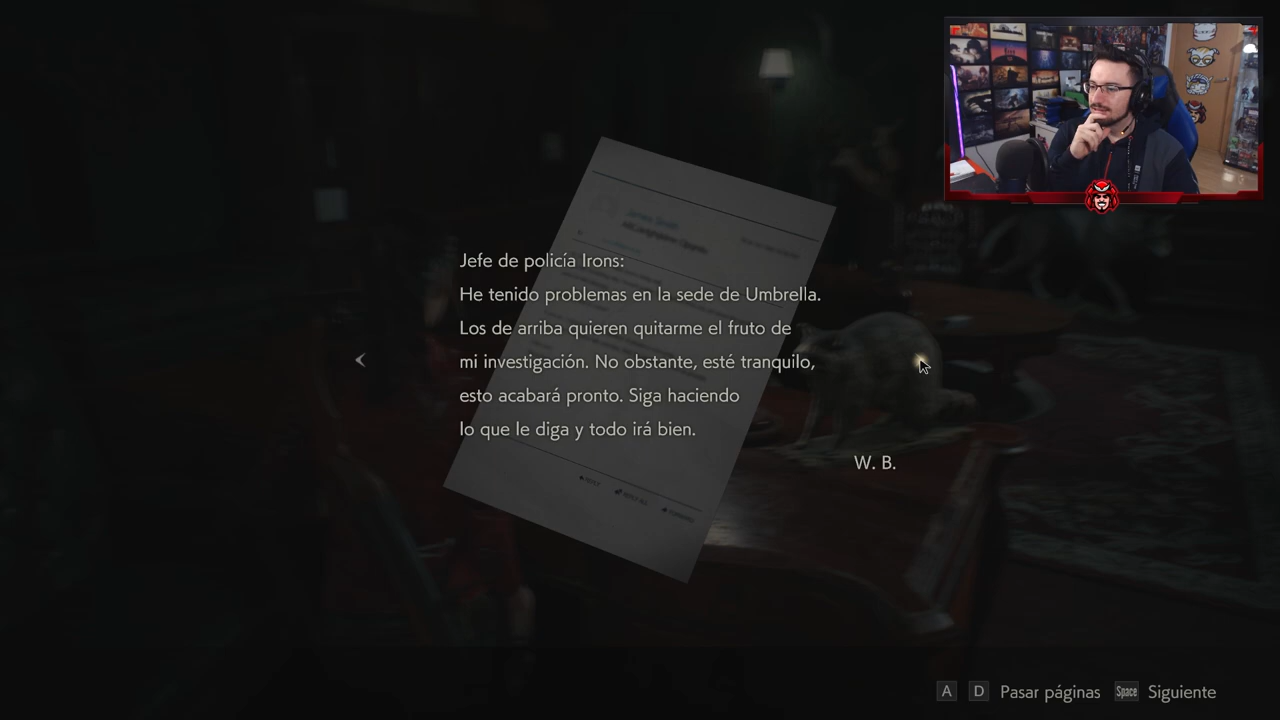 Jefe de policía Irons:
He tenido problemas en la sede de Umbrella.
Los de arriba quieren quitarme el fruto de
mi investigación. No obstante, esté tranquilo,
esto acabará pronto. Siga haciendo
lo que le diga y todo irá bien.
W. B.
A D Pasar páginas Space Siguiente